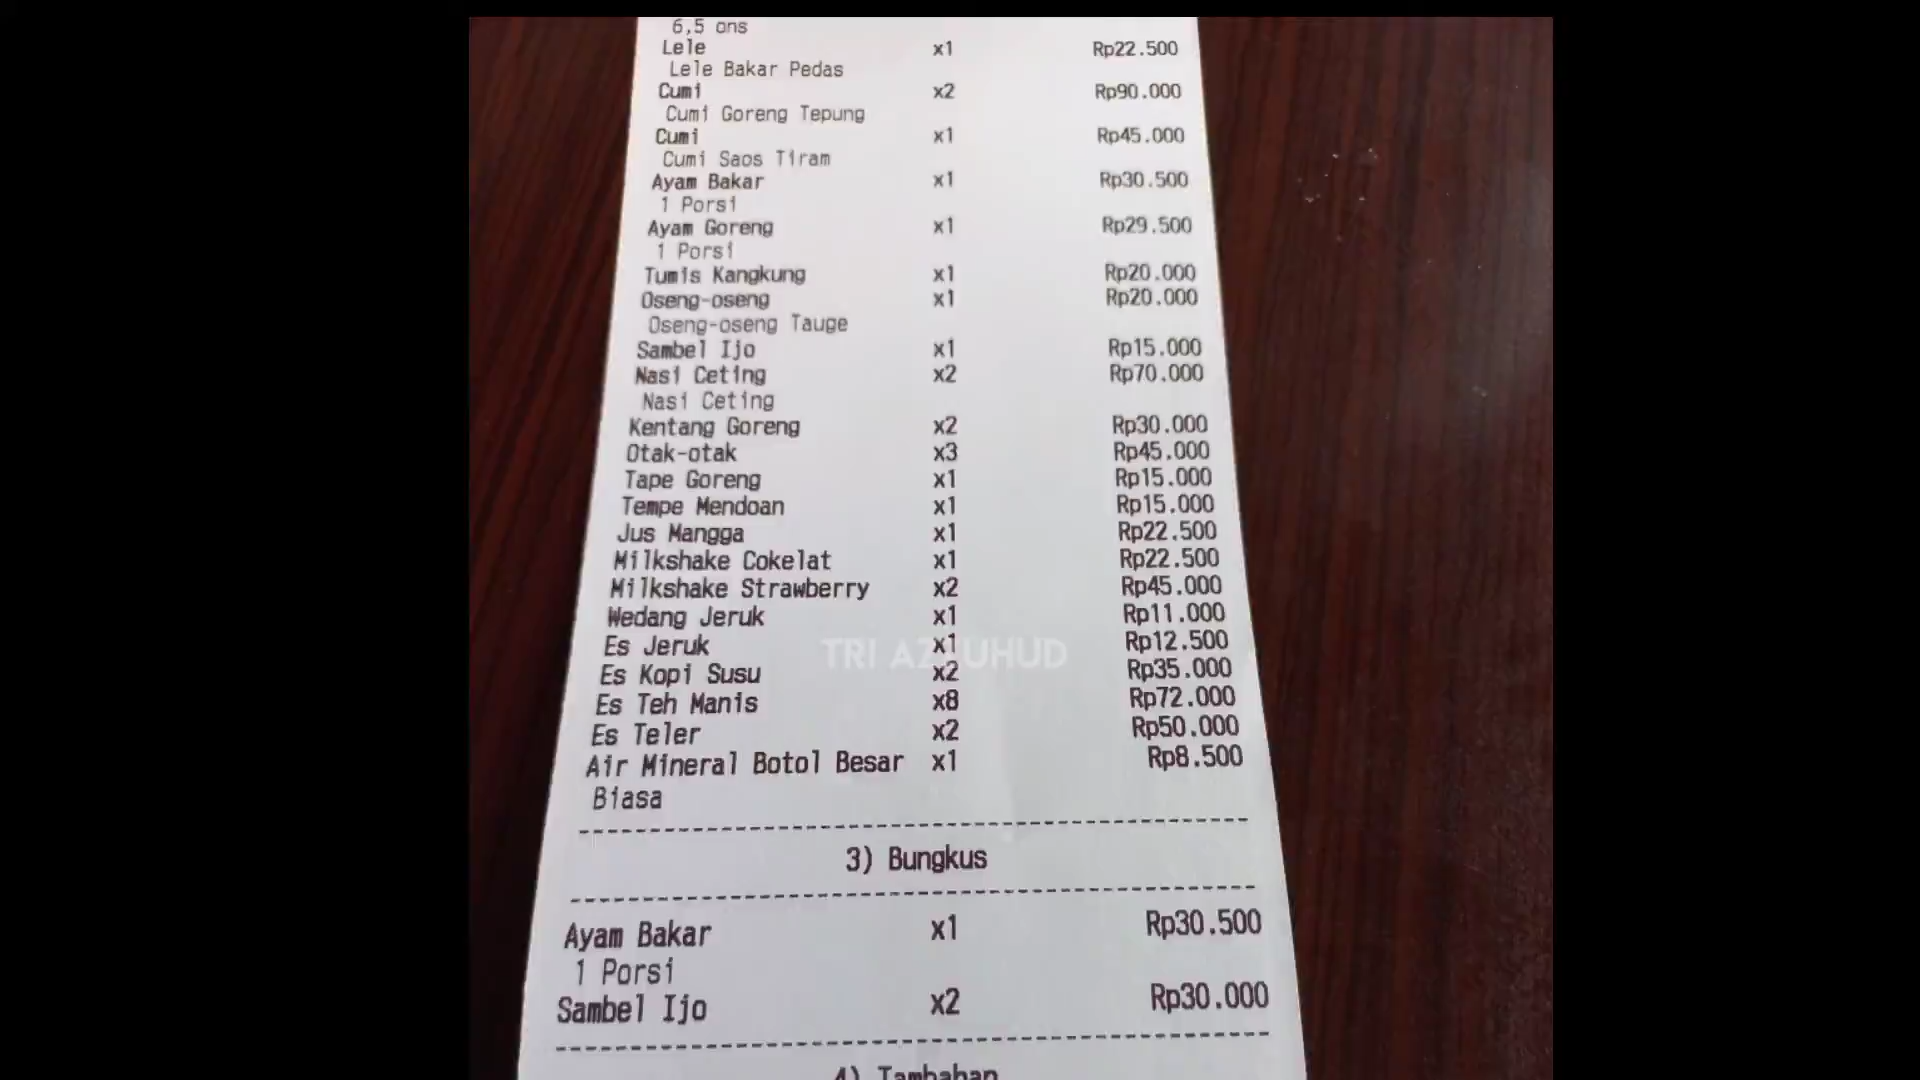 6,5 ons
Lele x1 Rp22.500
Lele Bakar Pedas
Cumi x2 Rp90.000
Cumi Goreng Tepung
Cumi x1 Rp45.000
Cumi Saos Tiram
Ayam Bakar x1 Rp30.500
1 Porsi
Ayam Goreng x1 Rp29.500
1 Porsi
Tumis Kangkung x1 Rp20.000
Oseng-oseng x1 Rp20.000
Oseng-oseng Tauge
Sambel Ijo x1 Rp15.000
Nasi Ceting x2 Rp70.000
Nasi Ceting
Kentang Goreng x2 Rp30.000
Otak-otak x3 Rp45.000
Tape Goreng x1 Rp15.000
Tempe Mendoan x1 Rp15.000
Jus Mangga x1 Rp22.500
Milkshake Cokelat x1 Rp22.500
Milkshake Strawberry x2 Rp45.000
Wedang Jeruk x1 Rp11.000
Es Jeruk x1 Rp12.500
Es Kopi Susu x2 Rp35.000
Es Teh Manis x8 Rp72.000
Es Teler x2 Rp50.000
Air Mineral Botol Besar x1 Rp8.500
Biasa
3) Bungkus
Ayam Bakar x1 Rp30.500
1 Porsi
Sambel Ijo x2 Rp30.000
4) Tambahan
TRI